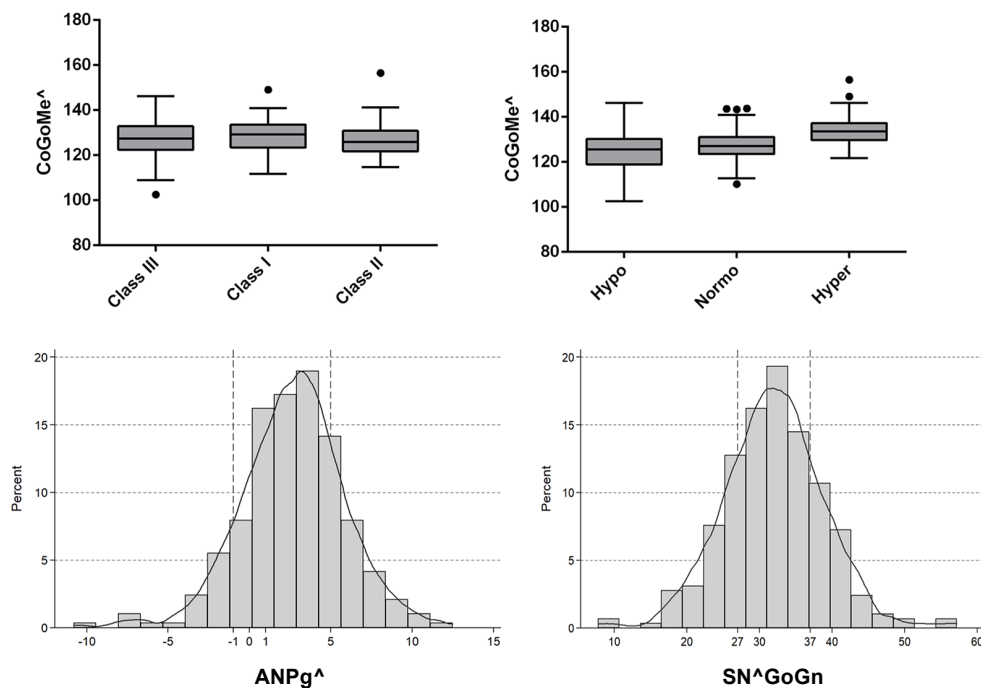 180
160
140
120
100
80
CoGoMe^
Class III
Class I
Class II
180
160
140
120
100
80
CoGoMe^
Hypo
Normo
Hyper
20
15
10
5
0
Percent
-10 -5 -1 0 1 5 10 15
ANPg^
20
15
10
5
0
Percent
10 20 27 30 37 40 50 60
SN^GoGn